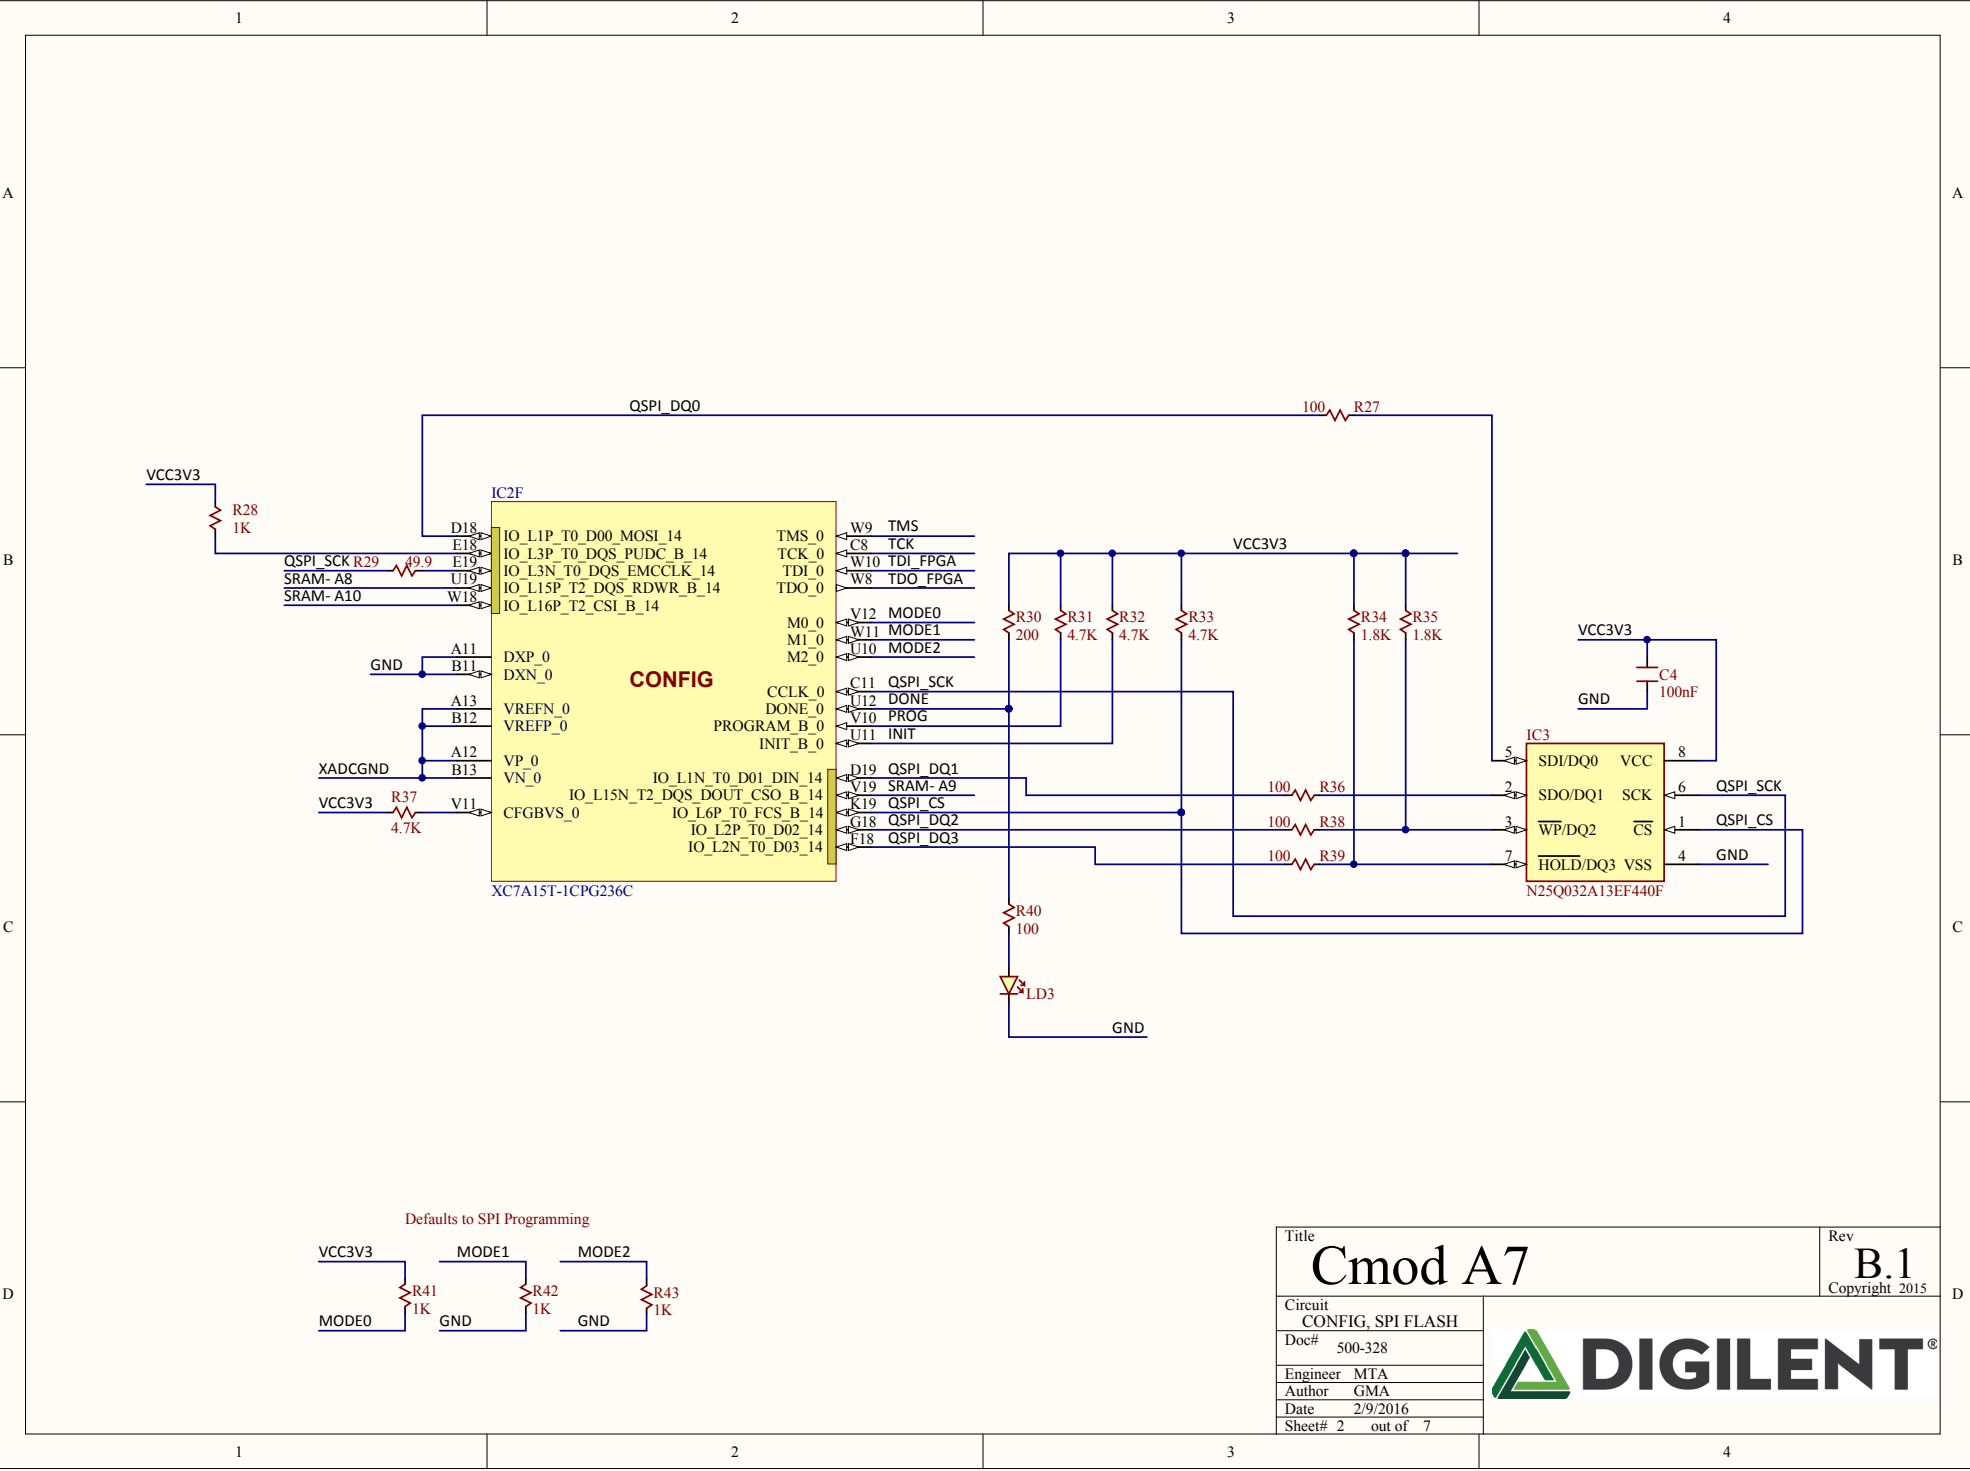 1 2 3 4
A A
QSPI_DQ0 100 R27
VCC3V3
R28
1K
IC2F
D18 IO_L1P_T0_D00_MOSI_14 TMS_0 W9 TMS
E18 IO_L3P_T0_DQS_PUDC_B_14 TCK_0 C8 TCK
VCC3V3
B B
QSPI_SCK R29 49.9 E19 IO_L3N_T0_DQS_EMCCLK_14 TDI_0 W10 TDI_FPGA
SRAM-A8 U19 IO_L15P_T2_DQS_RDWR_B_14 TDO_0 W8 TDO_FPGA
SRAM-A10 W18 IO_L16P_T2_CSI_B_14
M0_0 V12 MODE0
R30 R31 R32 R33 R34 R35
M1_0 W11 MODE1
200 4.7K 4.7K 4.7K 1.8K 1.8K
VCC3V3
A11 DXP_0 M2_0 U10 MODE2
GND B11 DXN_0
CONFIG
C4
100nF
GND
CCLK_0 C11 QSPI_SCK
A13 VREFN_0 DONE_0 U12 DONE
B12 VREFP_0 PROGRAM_B_0 V10 PROG
INIT_B_0 U11 INIT
IC3
A12 VP_0
5 SDI/DQ0 VCC 8
XADCGND B13 VN_0 IO_L1N_T0_D01_DIN_14 D19 QSPI_DQ1
IO_L15N_T2_DQS_DOUT_CSO_B_14 V19 SRAM-A9
100 R36 2 SDO/DQ1 SCK 6 QSPI_SCK
VCC3V3 R37 4.7K V11 CFGBVS_0 IO_L6P_T0_FCS_B_14 K19 QSPI_CS
IO_L2P_T0_D02_14 G18 QSPI_DQ2
100 R38 3 WP/DQ2 CS 1 QSPI_CS
IO_L2N_T0_D03_14 F18 QSPI_DQ3
100 R39 7 HOLD/DQ3 VSS 4 GND
XC7A15T-1CPG236C
N25Q032A13EF440F
R40
100
C C
LD3
GND
Defaults to SPI Programming
VCC3V3 MODE1 MODE2
R41 R42 R43
1K 1K 1K
MODE0 GND GND
D D
Title
Cmod A7
Rev
B.1
Copyright 2015
Circuit
CONFIG, SPI FLASH
Doc# 500-328
Engineer MTA
Author GMA
Date 2/9/2016
Sheet# 2 out of 7
DIGILENT®
1 2 3 4